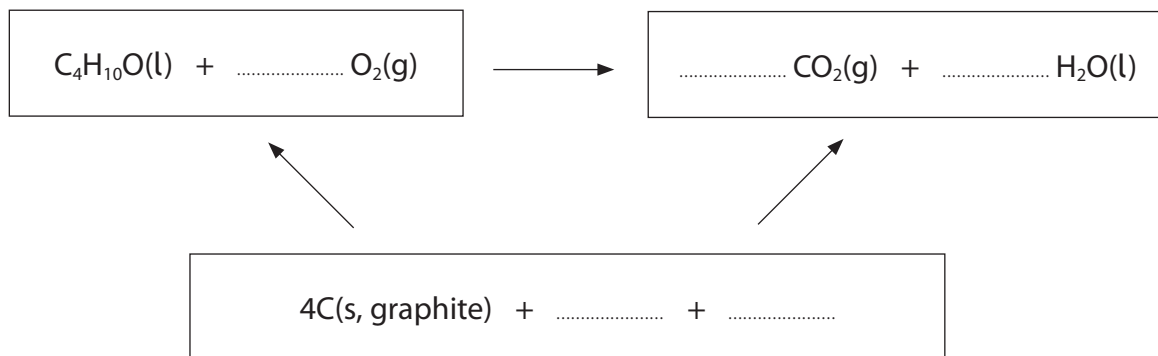 C₄H₁₀O(l) + ..................... O₂(g)
..................... CO₂(g) + ..................... H₂O(l)
4C(s, graphite) + ..................... + .....................